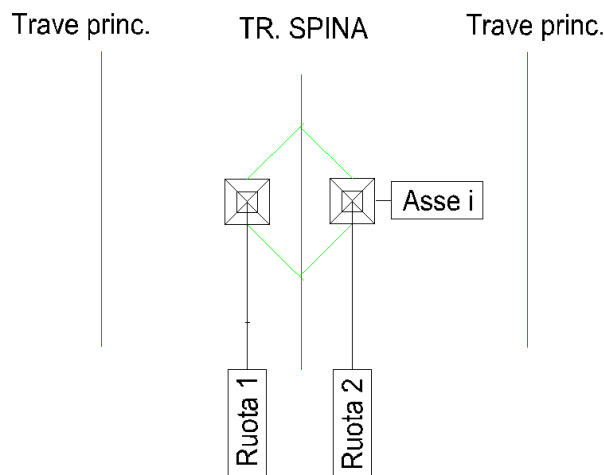 Trave princ.
TR. SPINA
Trave princ.
Asse i
Ruota 1
Ruota 2